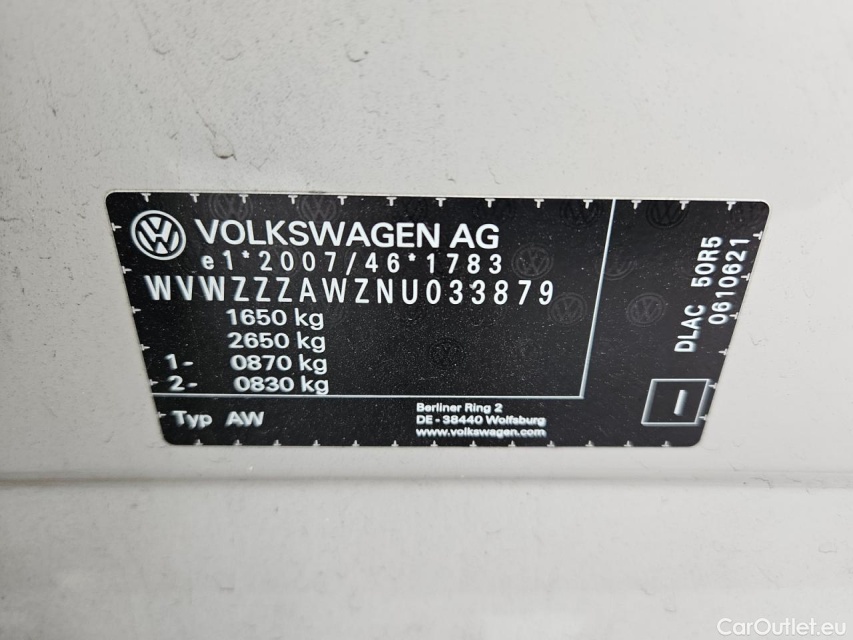 VOLKSWAGEN AG
e1*2007/46*1783
WVWZZZAWZNU033879
1650 kg
2650 kg
1- 0870 kg
2- 0830 kg
Typ AW
Berliner Ring 2
DE - 38440 Wolfsburg
www.volkswagen.com
DLAC 50R5
0610621
I
CarOutlet.eu